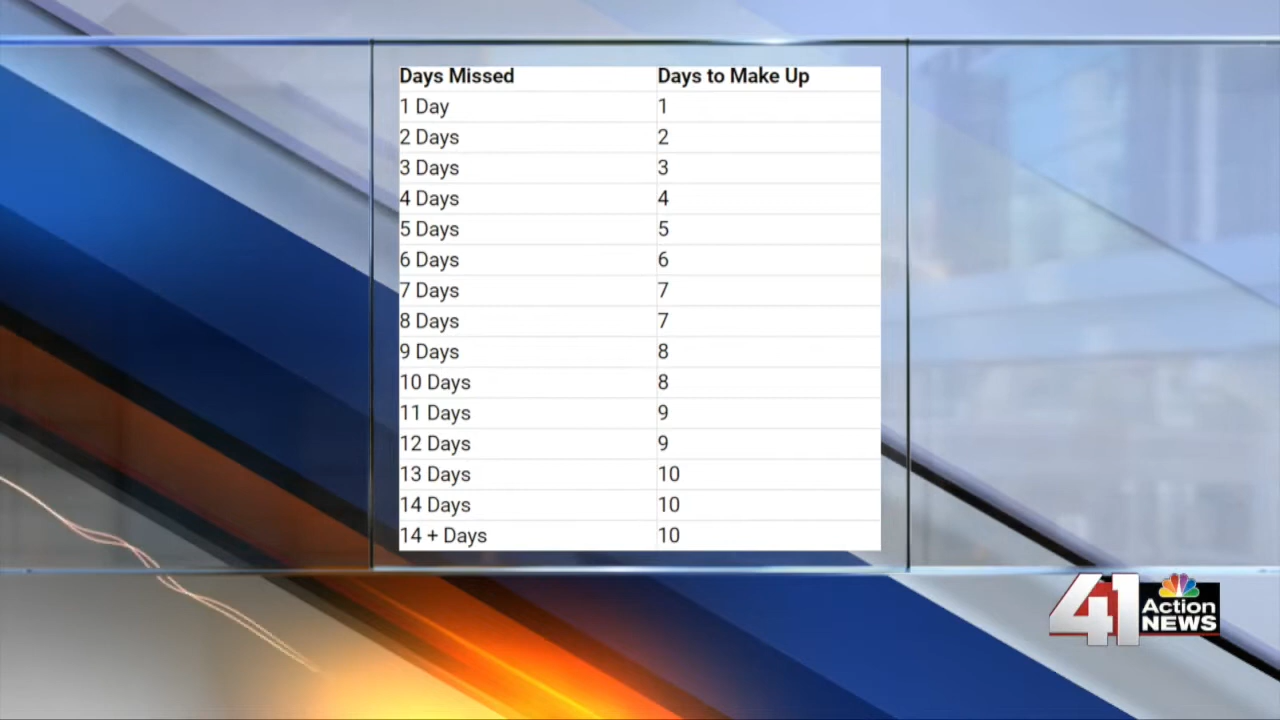 Days Missed Days to Make Up
1 Day 1
2 Days 2
3 Days 3
4 Days 4
5 Days 5
6 Days 6
7 Days 7
8 Days 7
9 Days 8
10 Days 8
11 Days 9
12 Days 9
13 Days 10
14 Days 10
14 + Days 10
41 Action
NEWS